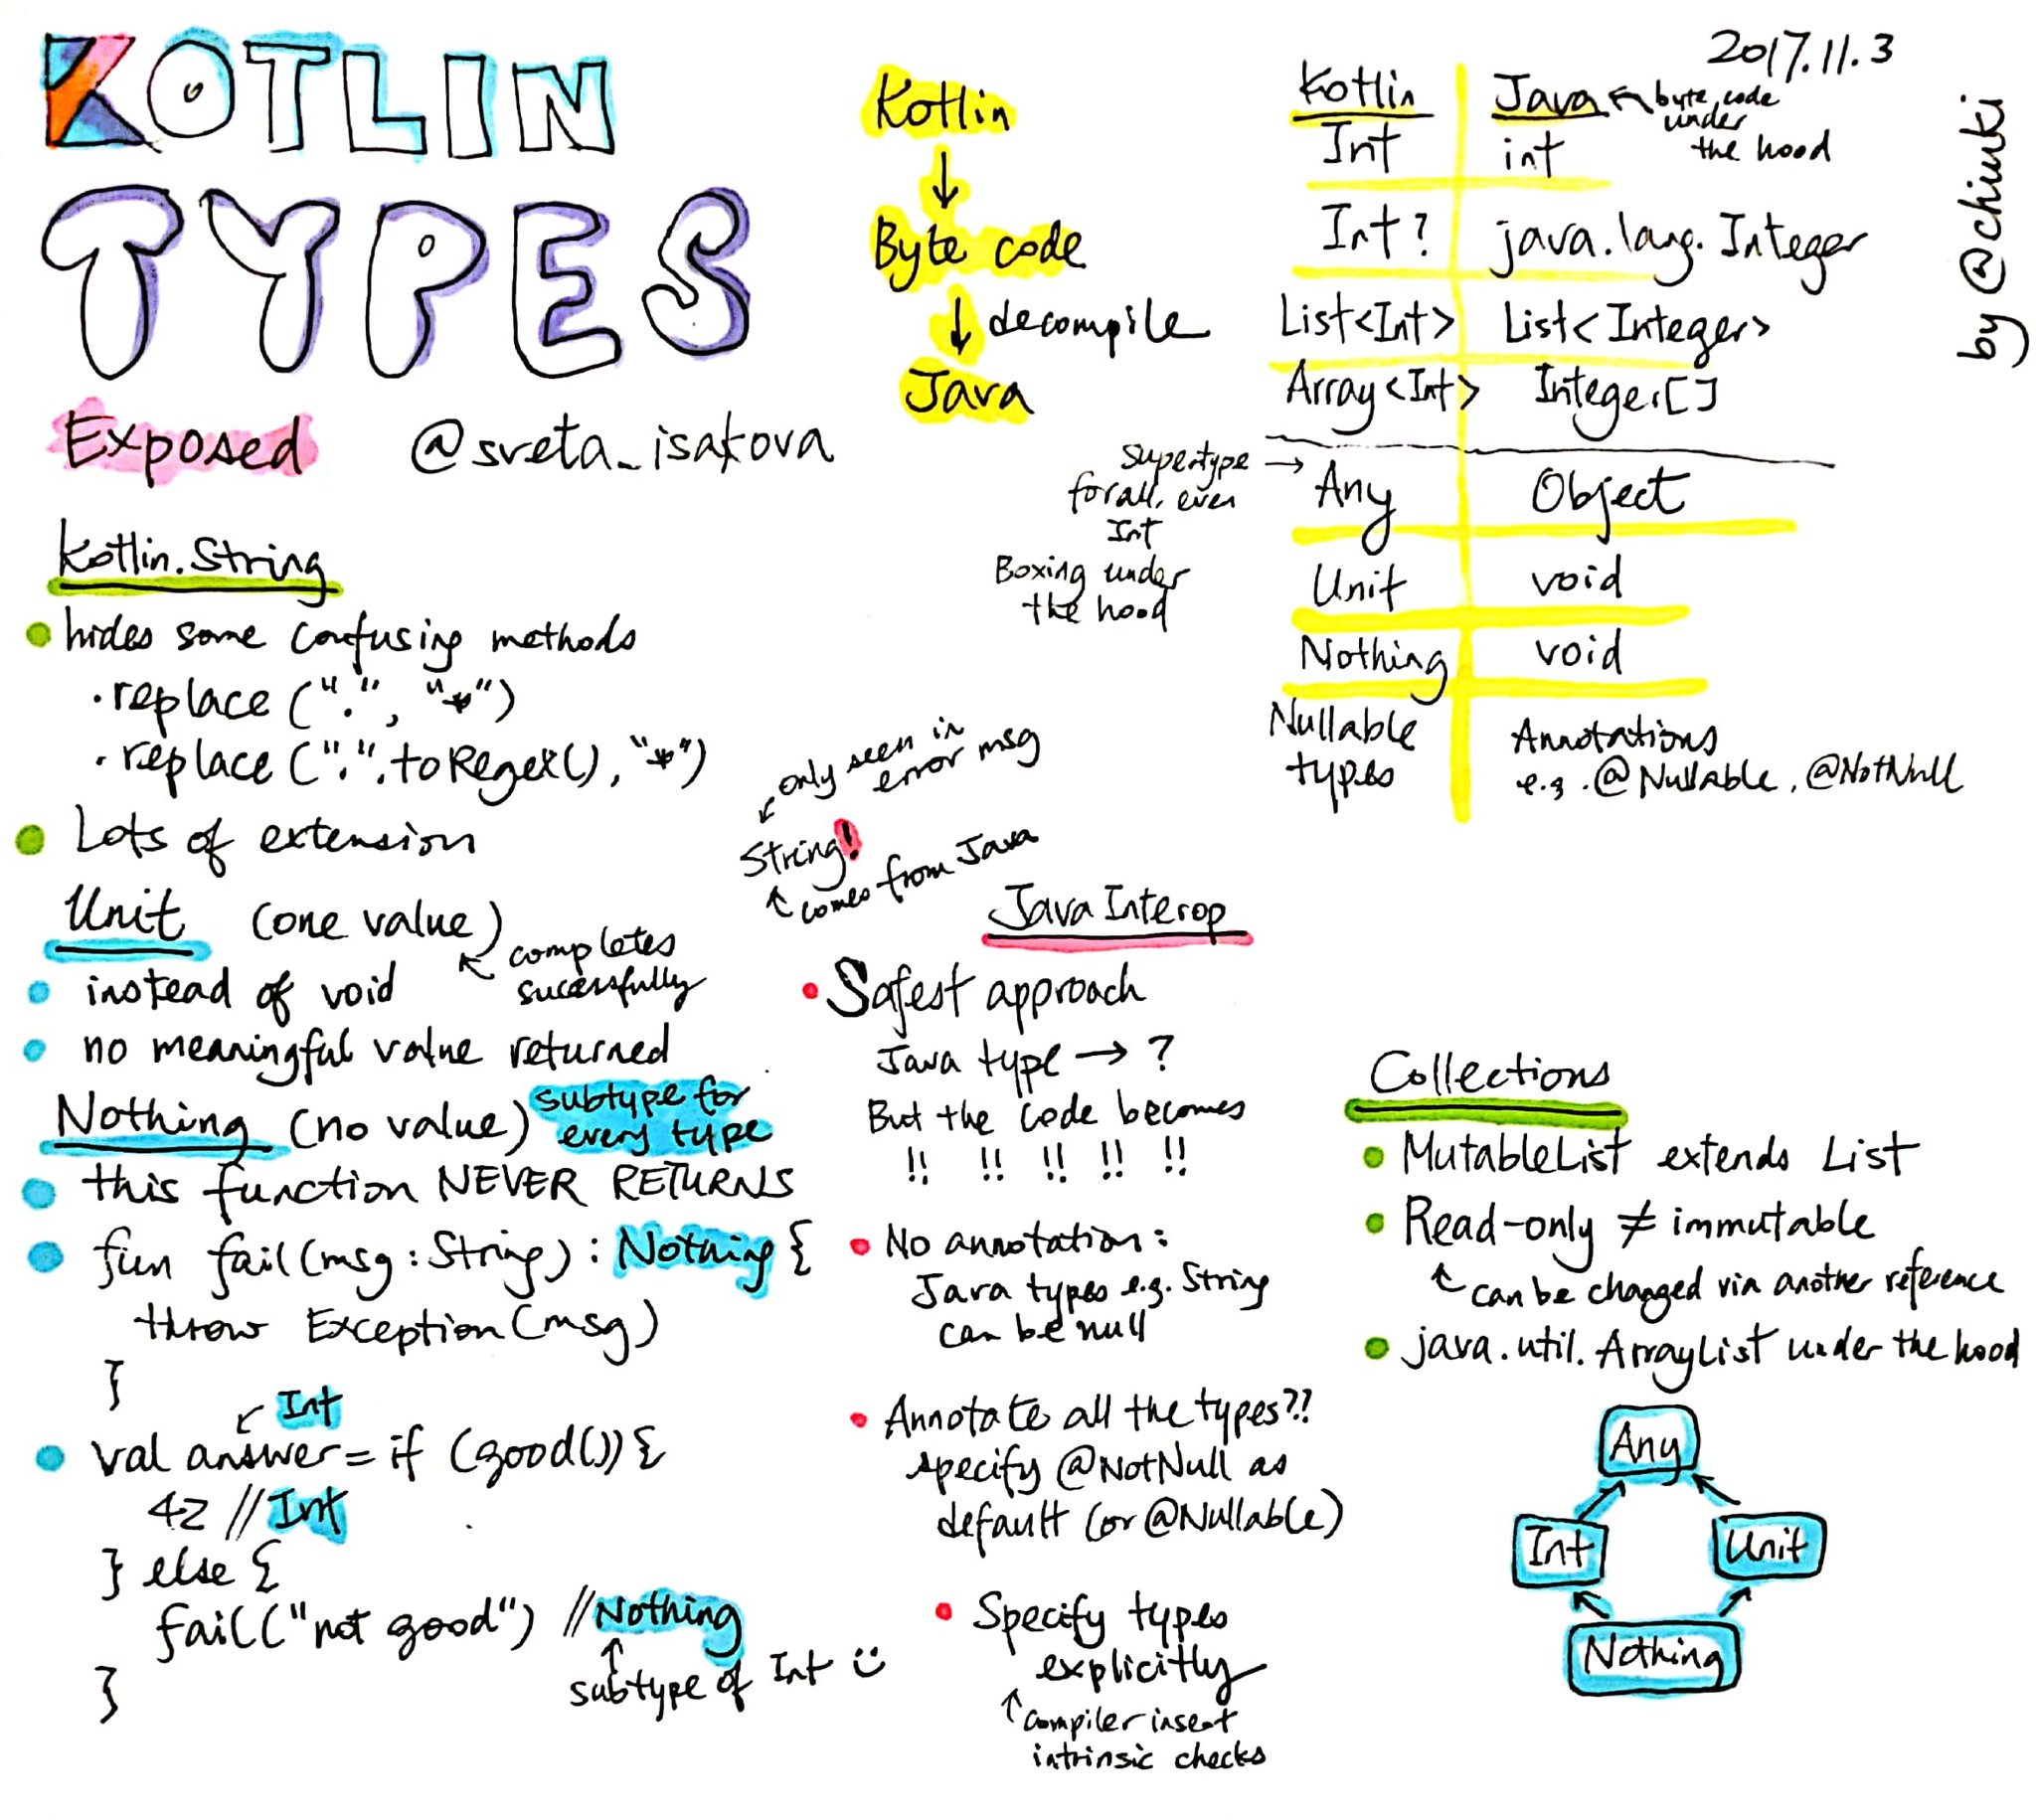 KOTLIN
TYPES
Exposed @sveta_isakova
Kotlin
Byte code
decompile
Java
2017.11.3
by @chiuki
Kotlin Java
byte code
under
the hood
Int int
Int? java.lang.Integer
List<Int> List<Integer>
Array<Int> Integer[]
supertype
for all, even
Int
Boxing under
the hood
Any Object
Unit void
Nothing void
Nullable
types
Annotations
e.g. @Nullable, @NotNull
Kotlin.String
hides some confusing methods
.replace (".", "*")
.replace (".".toRegex(), "*")
Lots of extension
Unit (one value)
completes
sucessfully
instead of void
no meaningful value returned
Nothing (no value)
subtype for
every type
this function NEVER RETURNS
fun fail(msg: String): Nothing {
throw Exception(msg)
}
Int
val answer = if (good()) {
42 // Int
} else {
fail("not good") // Nothing
}
subtype of Int
only seen in
error msg
String!
comes from Java
Java Interop
Safest approach
Java type → ?
But the code becomes
!! !! !! !! !!
No annotation:
Java types e.g. String
can be null
Annotate all the types?!
specify @NotNull as
default (or @Nullable)
Specify types
explicitly
compiler insert
intrinsic checks
Collections
MutableList extends List
Read-only ≠ immutable
can be changed via another reference
java.util.ArrayList under the hood
Any
Int Unit
Nothing